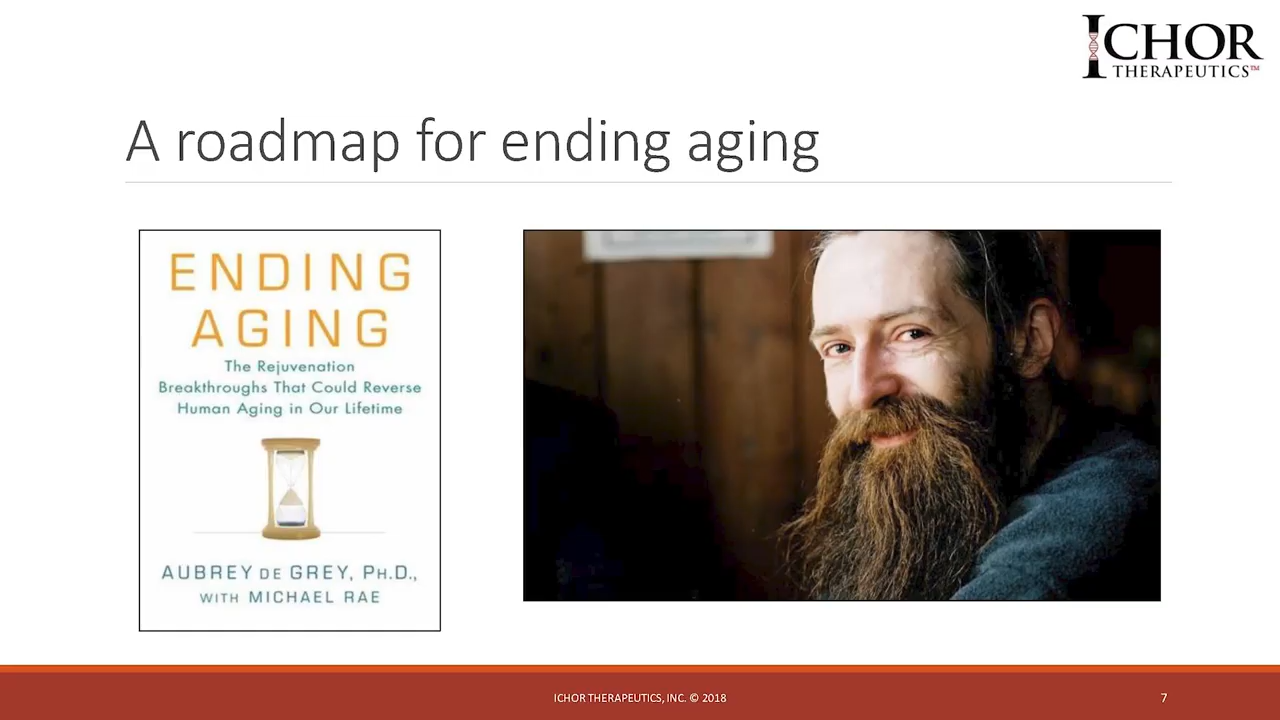 ICHOR
THERAPEUTICS™
A roadmap for ending aging
ENDING
AGING
The Rejuvenation
Breakthroughs That Could Reverse
Human Aging in Our Lifetime
AUBREY DE GREY, PH.D.,
WITH MICHAEL RAE
ICHOR THERAPEUTICS, INC. © 2018
7